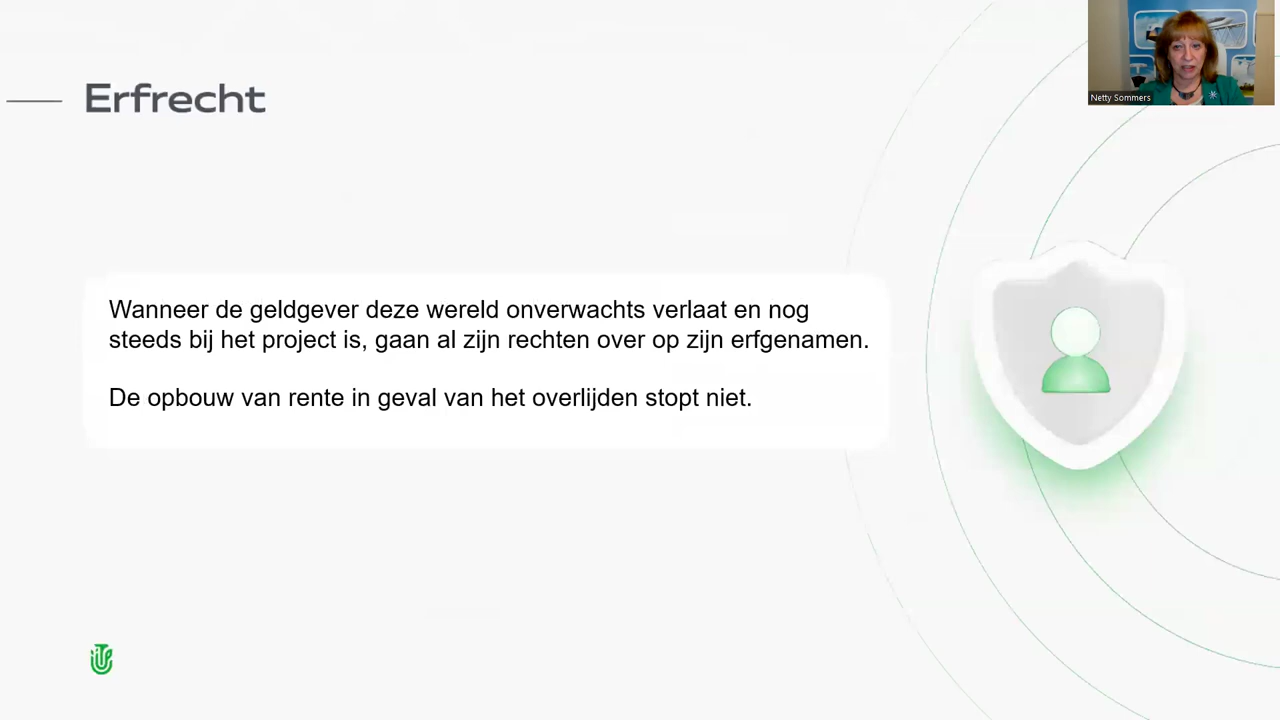 Erfrecht
Netty Sommers
Wanneer de geldgever deze wereld onverwachts verlaat en nog
steeds bij het project is, gaan al zijn rechten over op zijn erfgenamen.
De opbouw van rente in geval van het overlijden stopt niet.